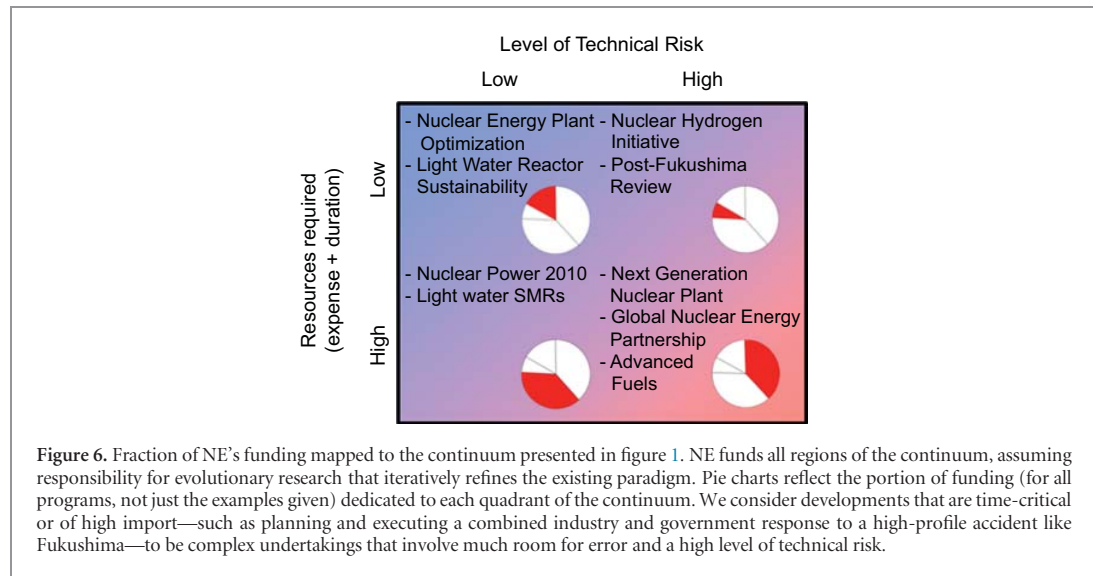 Level of Technical Risk
Low
High
Resources required
(expense + duration)
Low
High
- Nuclear Energy Plant
Optimization
- Light Water Reactor
Sustainability
- Nuclear Hydrogen
Initiative
- Post-Fukushima
Review
- Nuclear Power 2010
- Light water SMRs
- Next Generation
Nuclear Plant
- Global Nuclear Energy
Partnership
- Advanced
Fuels
Figure 6. Fraction of NE's funding mapped to the continuum presented in figure 1. NE funds all regions of the continuum, assuming
responsibility for evolutionary research that iteratively refines the existing paradigm. Pie charts reflect the portion of funding (for all
programs, not just the examples given) dedicated to each quadrant of the continuum. We consider developments that are time-critical
or of high import—such as planning and executing a combined industry and government response to a high-profile accident like
Fukushima—to be complex undertakings that involve much room for error and a high level of technical risk.